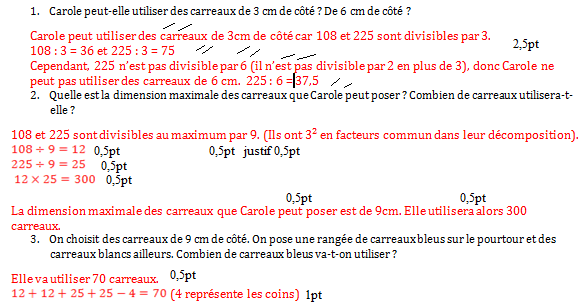 1. Carole peut-elle utiliser des carreaux de 3 cm de côté ? De 6 cm de côté ?
Carole peut utiliser des carreaux de 3cm de côté car 108 et 225 sont divisibles par 3.
108 : 3 = 36 et 225 : 3 = 75
2,5pt
Cependant, 225 n'est pas divisible par 6 (il n'est pas divisible par 2 en plus de 3), donc Carole ne
peut pas utiliser des carreaux de 6 cm. 225 : 6 = 37,5
2. Quelle est la dimension maximale des carreaux que Carole peut poser ? Combien de carreaux utilisera-t-
elle ?
108 et 225 sont divisibles au maximum par 9. (Ils ont 3² en facteurs commun dans leur décomposition).
108 ÷ 9 = 12 0,5pt 0,5pt justif 0,5pt
225 ÷ 9 = 25 0,5pt
12 × 25 = 300 0,5pt
0,5pt 0,5pt
La dimension maximale des carreaux que Carole peut poser est de 9cm. Elle utilisera alors 300
carreaux.
3. On choisit des carreaux de 9 cm de côté. On pose une rangée de carreaux bleus sur le pourtour et des
carreaux blancs ailleurs. Combien de carreaux bleus va-t-on utiliser ?
Elle va utiliser 70 carreaux. 0,5pt
12 + 12 + 25 + 25 − 4 = 70 (4 représente les coins) 1pt